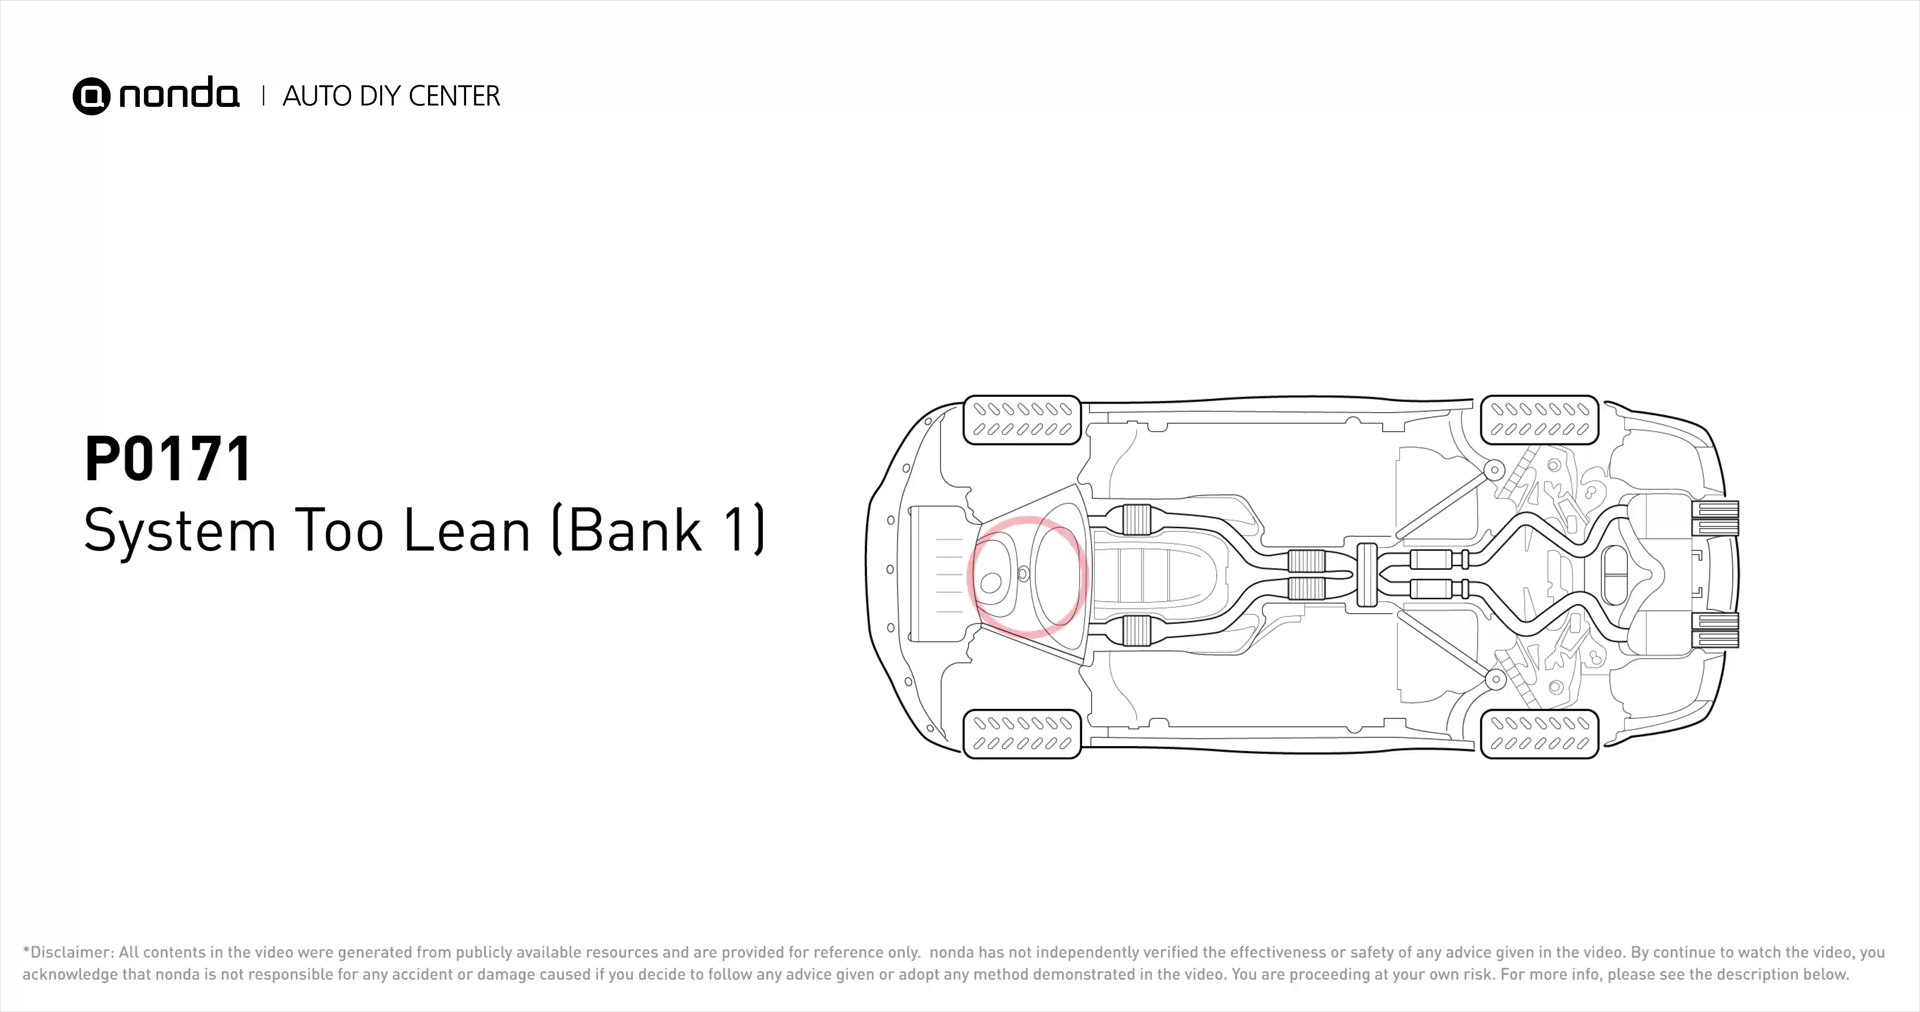 nonda | AUTO DIY CENTER
P0171
System Too Lean (Bank 1)
*Disclaimer: All contents in the video were generated from publicly available resources and are provided for reference only.  nonda has not independently verified the effectiveness or safety of any advice given in the video. By continue to watch the video, you
acknowledge that nonda is not responsible for any accident or damage caused if you decide to follow any advice given or adopt any method demonstrated in the video. You are proceeding at your own risk. For more info, please see the description below.